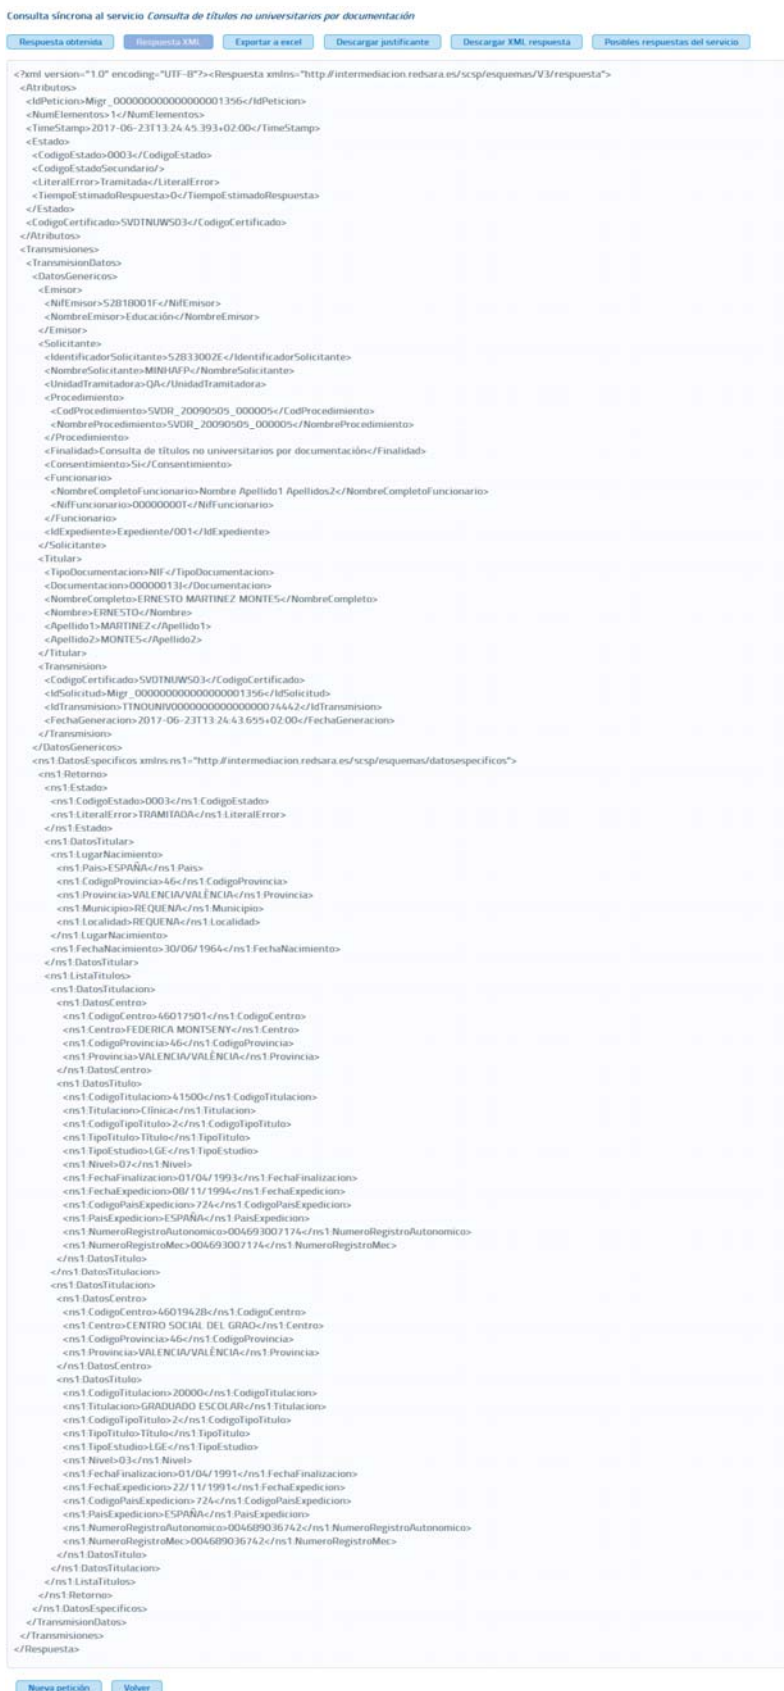 Consulta síncrona al servicio Consulta de títulos no universitarios por documentación
Respuesta obtenida Respuesta XML Exportar a excel Descargar justificante Descargar XML respuesta Posibles respuestas del servicio
<?xml version="1.0" encoding="UTF-8"?><Respuesta xmlns="http://intermediacion.redsara.es/scsp/esquemas/V3/respuesta">
<Atributos>
<IdPeticion>Migr_000000000000000001356</IdPeticion>
<NumElementos>1</NumElementos>
<TimeStamp>2017-06-23T13:24:45.393+02:00</TimeStamp>
<Estado>
<CodigoEstado>0003</CodigoEstado>
<CodigoEstadoSecundario/>
<LiteralError>Tramitada</LiteralError>
<TiempoEstimadoRespuesta>0</TiempoEstimadoRespuesta>
</Estado>
<CodigoCertificado>SVDTNUWS03</CodigoCertificado>
</Atributos>
<Transmisiones>
<TransmisionDatos>
<DatosGenericos>
<Emisor>
<NifEmisor>S2818001F</NifEmisor>
<NombreEmisor>Educación</NombreEmisor>
</Emisor>
<Solicitante>
<IdentificadorSolicitante>S2833002E</IdentificadorSolicitante>
<NombreSolicitante>MINHAFP</NombreSolicitante>
<UnidadTramitadora>QA</UnidadTramitadora>
<Procedimiento>
<CodProcedimiento>SVDR_20090505_000005</CodProcedimiento>
<NombreProcedimiento>SVDR_20090505_000005</NombreProcedimiento>
</Procedimiento>
<Finalidad>Consulta de títulos no universitarios por documentación</Finalidad>
<Consentimiento>Si</Consentimiento>
<Funcionario>
<NombreCompletoFuncionario>Nombre Apellido1 Apellidos2</NombreCompletoFuncionario>
<NifFuncionario>00000000T</NifFuncionario>
</Funcionario>
<IdExpediente>Expediente/001</IdExpediente>
</Solicitante>
<Titular>
<TipoDocumentacion>NIF</TipoDocumentacion>
<Documentacion>00000013J</Documentacion>
<NombreCompleto>ERNESTO MARTINEZ MONTES</NombreCompleto>
<Nombre>ERNESTO</Nombre>
<Apellido1>MARTINEZ</Apellido1>
<Apellido2>MONTES</Apellido2>
</Titular>
<Transmision>
<CodigoCertificado>SVDTNUWS03</CodigoCertificado>
<IdSolicitud>Migr_000000000000000001356</IdSolicitud>
<IdTransmision>TTNOUNIV000000000000000074442</IdTransmision>
<FechaGeneracion>2017-06-23T13:24:43.655+02:00</FechaGeneracion>
</Transmision>
</DatosGenericos>
<ns1:DatosEspecificos xmlns:ns1="http://intermediacion.redsara.es/scsp/esquemas/datosespecificos">
<ns1:Retorno>
<ns1:Estado>
<ns1:CodigoEstado>0003</ns1:CodigoEstado>
<ns1:LiteralError>TRAMITADA</ns1:LiteralError>
</ns1:Estado>
<ns1:DatosTitular>
<ns1:LugarNacimiento>
<ns1:Pais>ESPAÑA</ns1:Pais>
<ns1:CodigoProvincia>46</ns1:CodigoProvincia>
<ns1:Provincia>VALENCIA/VALÈNCIA</ns1:Provincia>
<ns1:Municipio>REQUENA</ns1:Municipio>
<ns1:Localidad>REQUENA</ns1:Localidad>
</ns1:LugarNacimiento>
<ns1:FechaNacimiento>30/06/1964</ns1:FechaNacimiento>
</ns1:DatosTitular>
<ns1:ListaTitulos>
<ns1:DatosTitulacion>
<ns1:DatosCentro>
<ns1:CodigoCentro>46017501</ns1:CodigoCentro>
<ns1:Centro>FEDERICA MONTSENY</ns1:Centro>
<ns1:CodigoProvincia>46</ns1:CodigoProvincia>
<ns1:Provincia>VALENCIA/VALÈNCIA</ns1:Provincia>
</ns1:DatosCentro>
<ns1:DatosTitulo>
<ns1:CodigoTitulacion>41500</ns1:CodigoTitulacion>
<ns1:Titulacion>Clínica</ns1:Titulacion>
<ns1:CodigoTipoTitulo>2</ns1:CodigoTipoTitulo>
<ns1:TipoTitulo>Título</ns1:TipoTitulo>
<ns1:TipoEstudio>LGE</ns1:TipoEstudio>
<ns1:Nivel>07</ns1:Nivel>
<ns1:FechaFinalizacion>01/04/1993</ns1:FechaFinalizacion>
<ns1:FechaExpedicion>08/11/1994</ns1:FechaExpedicion>
<ns1:CodigoPaisExpedicion>724</ns1:CodigoPaisExpedicion>
<ns1:PaisExpedicion>ESPAÑA</ns1:PaisExpedicion>
<ns1:NumeroRegistroAutonomico>004693007174</ns1:NumeroRegistroAutonomico>
<ns1:NumeroRegistroMec>004693007174</ns1:NumeroRegistroMec>
</ns1:DatosTitulo>
</ns1:DatosTitulacion>
<ns1:DatosTitulacion>
<ns1:DatosCentro>
<ns1:CodigoCentro>46019428</ns1:CodigoCentro>
<ns1:Centro>CENTRO SOCIAL DEL GRAO</ns1:Centro>
<ns1:CodigoProvincia>46</ns1:CodigoProvincia>
<ns1:Provincia>VALENCIA/VALÈNCIA</ns1:Provincia>
</ns1:DatosCentro>
<ns1:DatosTitulo>
<ns1:CodigoTitulacion>20000</ns1:CodigoTitulacion>
<ns1:Titulacion>GRADUADO ESCOLAR</ns1:Titulacion>
<ns1:CodigoTipoTitulo>2</ns1:CodigoTipoTitulo>
<ns1:TipoTitulo>Título</ns1:TipoTitulo>
<ns1:TipoEstudio>LGE</ns1:TipoEstudio>
<ns1:Nivel>03</ns1:Nivel>
<ns1:FechaFinalizacion>01/04/1991</ns1:FechaFinalizacion>
<ns1:FechaExpedicion>22/11/1991</ns1:FechaExpedicion>
<ns1:CodigoPaisExpedicion>724</ns1:CodigoPaisExpedicion>
<ns1:PaisExpedicion>ESPAÑA</ns1:PaisExpedicion>
<ns1:NumeroRegistroAutonomico>004689036742</ns1:NumeroRegistroAutonomico>
<ns1:NumeroRegistroMec>004689036742</ns1:NumeroRegistroMec>
</ns1:DatosTitulo>
</ns1:DatosTitulacion>
</ns1:ListaTitulos>
</ns1:Retorno>
</ns1:DatosEspecificos>
</TransmisionDatos>
</Transmisiones>
</Respuesta>
Nueva petición Volver